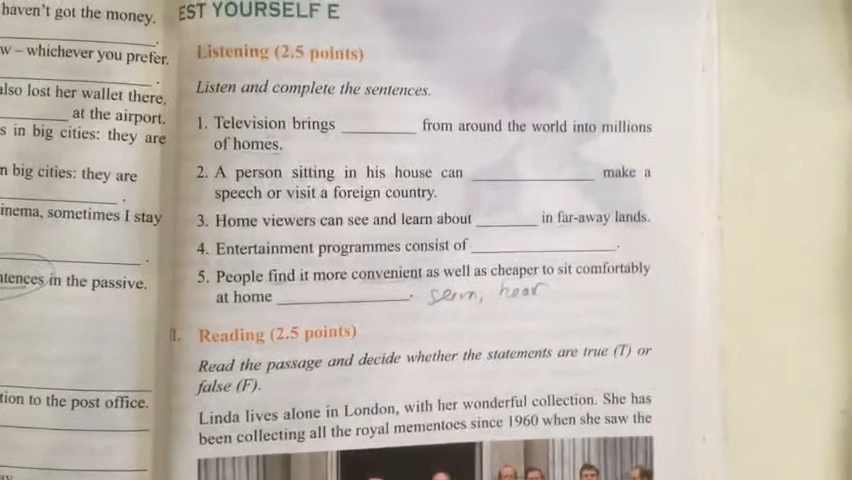 haven't got the money.
w – whichever you prefer.
also lost her wallet there,
at the airport.
s in big cities: they are
n big cities: they are
inema, sometimes I stay
ntences in the passive.
tion to the post office.
EST YOURSELF E
Listening (2.5 points)
Listen and complete the sentences.
1. Television brings ________ from around the world into millions
of homes.
2. A person sitting in his house can ____________ make a
speech or visit a foreign country.
3. Home viewers can see and learn about ______ in far-away lands.
4. Entertainment programmes consist of ______________.
5. People find it more convenient as well as cheaper to sit comfortably
at home _____________. hear
II. Reading (2.5 points)
Read the passage and decide whether the statements are true (T) or
false (F).
Linda lives alone in London, with her wonderful collection. She has
been collecting all the royal mementoes since 1960 when she saw the